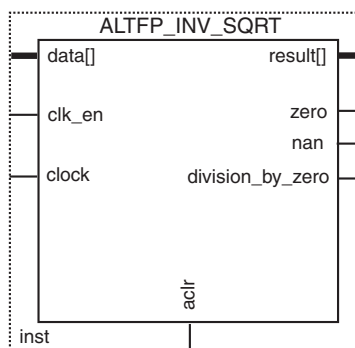 ALTFP_INV_SQRT
data[] result[]
clk_en zero
nan
clock division_by_zero
aclr
inst